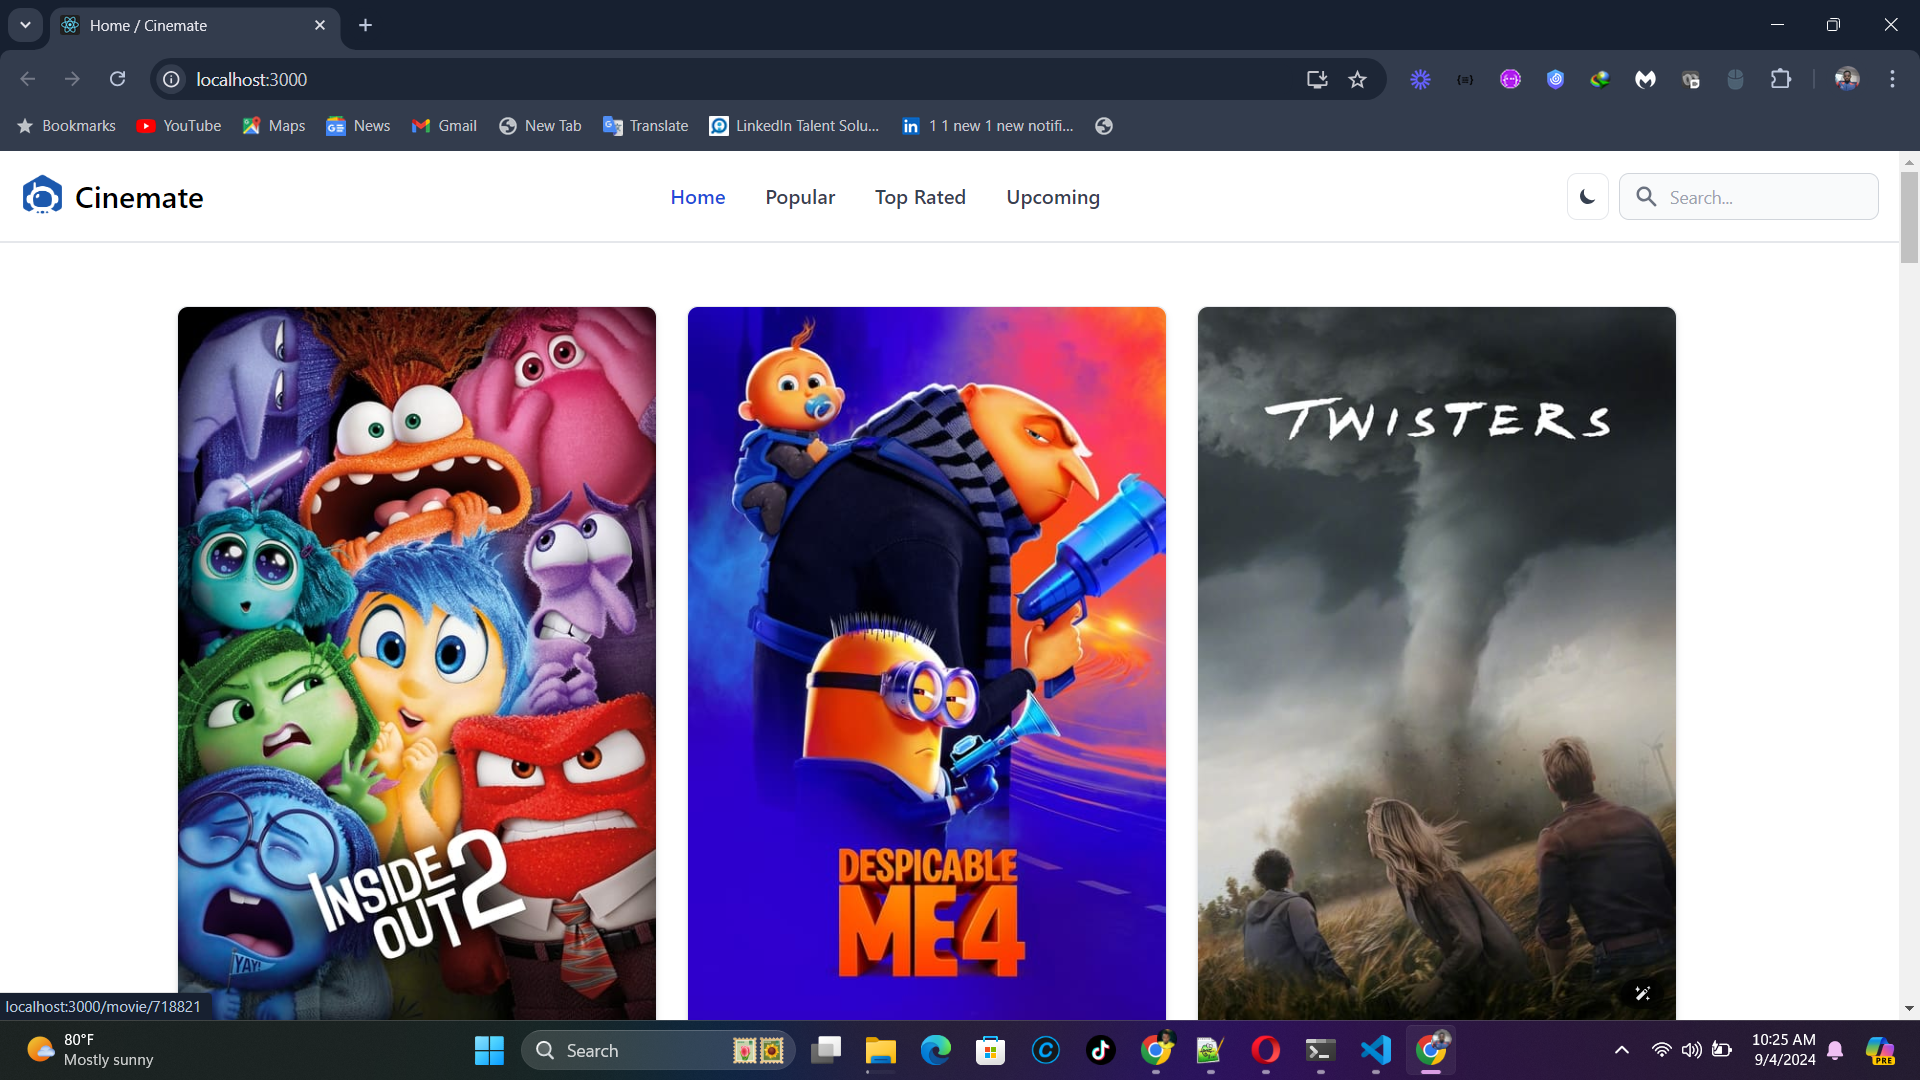 Home / Cinemate
localhost:3000
Bookmarks YouTube Maps News Gmail New Tab Translate LinkedIn Talent Solu... 1 1 new 1 new notifi...
Cinemate Home Popular Top Rated Upcoming Search...
TWISTERS
INSIDE
OUT 2
YAY!
DESPICABLE
ME4
localhost:3000/movie/718821
80°F
Mostly sunny
Search
10:25 AM
9/4/2024
PRE